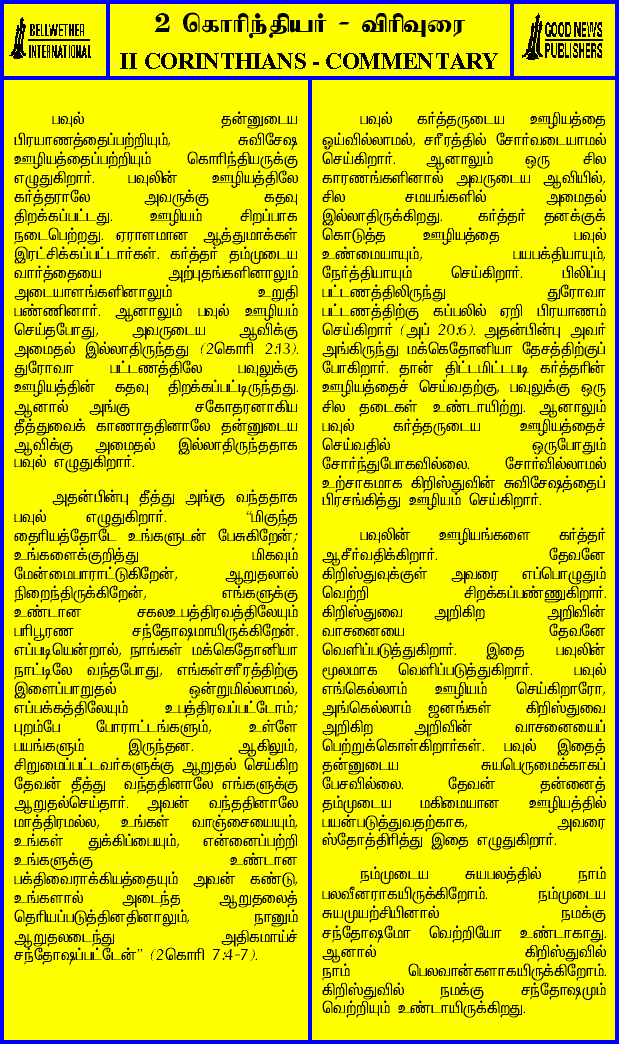 BELLWETHER
INTERNATIONAL
2 கொரிந்தியர் - விரிவுரை
II CORINTHIANS - COMMENTARY
GOOD NEWS
PUBLISHERS
பவுல் தன்னுடைய
பிரயாணத்தைப்பற்றியும், சுவிசேஷ
ஊழியத்தைப்பற்றியும் கொரிந்தியருக்கு
எழுதுகிறார். பவுலின் ஊழியத்திலே
கர்த்தராலே அவருக்கு கதவு
திறக்கப்பட்டது. ஊழியம் சிறப்பாக
நடைபெற்றது. ஏராளமான ஆத்துமாக்கள்
இரட்சிக்கப்பட்டார்கள். கர்த்தர் தம்முடைய
வார்த்தையை அற்புதங்களினாலும்
அடையாளங்களினாலும் உறுதி
பண்ணினார். ஆனாலும் பவுல் ஊழியம்
செய்தபோது, அவருடைய ஆவிக்கு
அமைதல் இல்லாதிருந்தது (2கொரி 2:13).
துரோவா பட்டணத்திலே பவுலுக்கு
ஊழியத்தின் கதவு திறக்கப்பட்டிருந்தது.
ஆனால் அங்கு சகோதரனாகிய
தீத்துவைக் காணாததினாலே தன்னுடைய
ஆவிக்கு அமைதல் இல்லாதிருந்ததாக
பவுல் எழுதுகிறார்.
அதன்பின்பு தீத்து அங்கு வந்ததாக
பவுல் எழுதுகிறார். "மிகுந்த
தைரியத்தோடே உங்களுடன் பேசுகிறேன்;
உங்களைக்குறித்து மிகவும்
மேன்மைபாராட்டுகிறேன், ஆறுதலால்
நிறைந்திருக்கிறேன், எங்களுக்கு
உண்டான சகலஉபத்திரவத்திலேயும்
பரிபூரண சந்தோஷமாயிருக்கிறேன்.
எப்படியென்றால், நாங்கள் மக்கெதோனியா
நாட்டிலே வந்தபோது, எங்கள்சரீரத்திற்கு
இளைப்பாறுதல் ஒன்றுமில்லாமல்,
எப்பக்கத்திலேயும் உபத்திரவப்பட்டோம்;
புறம்பே போராட்டங்களும், உள்ளே
பயங்களும் இருந்தன. ஆகிலும்,
சிறுமைப்பட்டவர்களுக்கு ஆறுதல் செய்கிற
தேவன் தீத்து வந்ததினாலே எங்களுக்கு
ஆறுதல்செய்தார். அவன் வந்ததினாலே
மாத்திரமல்ல, உங்கள் வாஞ்சையையும்,
உங்கள் துக்கிப்பையும், என்னைப்பற்றி
உங்களுக்கு உண்டான
பக்திவைராக்கியத்தையும் அவன் கண்டு,
உங்களால் அடைந்த ஆறுதலைத்
தெரியப்படுத்தினதினாலும், நானும்
ஆறுதலடைந்து அதிகமாய்ச்
சந்தோஷப்பட்டேன்" (2கொரி 7:4-7).
பவுல் கர்த்தருடைய ஊழியத்தை
ஓய்வில்லாமல், சரீரத்தில் சோர்வடையாமல்
செய்கிறார். ஆனாலும் ஒரு சில
காரணங்களினால் அவருடைய ஆவியில்,
சில சமயங்களில் அமைதல்
இல்லாதிருக்கிறது. கர்த்தர் தனக்குக்
கொடுத்த ஊழியத்தை பவுல்
உண்மையாயும், பயபக்தியாயும்,
நேர்த்தியாயும் செய்கிறார். பிலிப்பு
பட்டணத்திலிருந்து துரோவா
பட்டணத்திற்கு கப்பலில் ஏறி பிரயாணம்
செய்கிறார் (அப் 20:6). அதன்பின்பு அவர்
அங்கிருந்து மக்கெதோனியா தேசத்திற்குப்
போகிறார். தான் திட்டமிட்டபடி கர்த்தரின்
ஊழியத்தைச் செய்வதற்கு, பவுலுக்கு ஒரு
சில தடைகள் உண்டாயிற்று. ஆனாலும்
பவுல் கர்த்தருடைய ஊழியத்தைச்
செய்வதில் ஒருபோதும்
சோர்ந்துபோகவில்லை. சோர்வில்லாமல்
உற்சாகமாக கிறிஸ்துவின் சுவிசேஷத்தைப்
பிரசங்கித்து ஊழியம் செய்கிறார்.
பவுலின் ஊழியங்களை கர்த்தர்
ஆசீர்வதிக்கிறார். தேவனே
கிறிஸ்துவுக்குள் அவரை எப்பொழுதும்
வெற்றி சிறக்கப்பண்ணுகிறார்.
கிறிஸ்துவை அறிகிற அறிவின்
வாசனையை தேவனே
வெளிப்படுத்துகிறார். இதை பவுலின்
மூலமாக வெளிப்படுத்துகிறார். பவுல்
எங்கெல்லாம் ஊழியம் செய்கிறாரோ,
அங்கெல்லாம் ஜனங்கள் கிறிஸ்துவை
அறிகிற அறிவின் வாசனையைப்
பெற்றுக்கொள்கிறார்கள். பவுல் இதைத்
தன்னுடைய சுயபெருமைக்காகப்
பேசவில்லை. தேவன் தன்னைத்
தம்முடைய மகிமையான ஊழியத்தில்
பயன்படுத்துவதற்காக, அவரை
ஸ்தோத்திரித்து இதை எழுதுகிறார்.
நம்முடைய சுயபலத்தில் நாம்
பலவீனராகயிருக்கிறோம். நம்முடைய
சுயமுயற்சியினால் நமக்கு
சந்தோஷமோ வெற்றியோ உண்டாகாது.
ஆனால் கிறிஸ்துவில்
நாம் பெலவான்களாகயிருக்கிறோம்.
கிறிஸ்துவில் நமக்கு சந்தோஷமும்
வெற்றியும் உண்டாயிருக்கிறது.